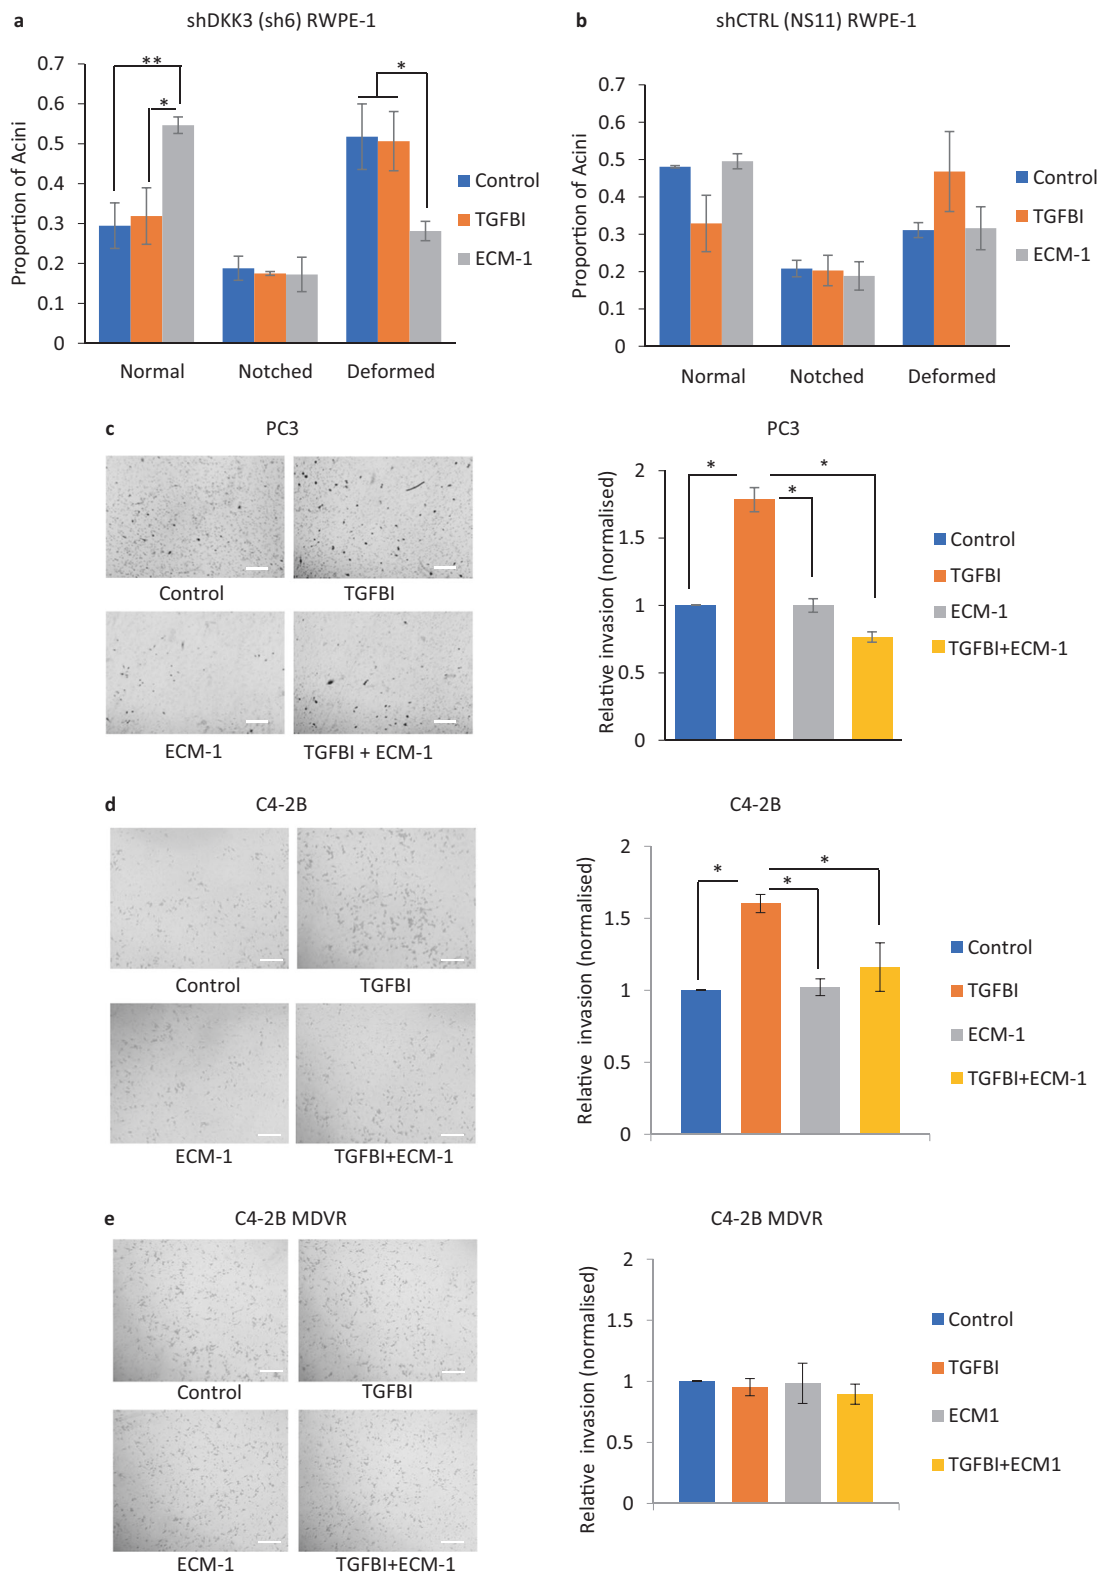 a
shDKK3 (sh6) RWPE-1
Proportion of Acini
0.7
0.6
0.5
0.4
0.3
0.2
0.1
0
**
*
*
Normal
Notched
Deformed
Control
TGFBI
ECM-1
b
shCTRL (NS11) RWPE-1
Proportion of Acini
0.7
0.6
0.5
0.4
0.3
0.2
0.1
0
Normal
Notched
Deformed
Control
TGFBI
ECM-1
c
PC3
Control
TGFBI
ECM-1
TGFBI + ECM-1
PC3
Relative invasion (normalised)
2
1.5
1
0.5
0
*
*
*
Control
TGFBI
ECM-1
TGFBI+ECM-1
d
C4-2B
Control
TGFBI
ECM-1
TGFBI+ECM-1
C4-2B
Relative invasion (normalised)
2
1.5
1
0.5
0
*
*
*
Control
TGFBI
ECM-1
TGFBI+ECM-1
e
C4-2B MDVR
Control
TGFBI
ECM-1
TGFBI+ECM-1
C4-2B MDVR
Relative invasion (normalised)
2
1.5
1
0.5
0
Control
TGFBI
ECM1
TGFBI+ECM1